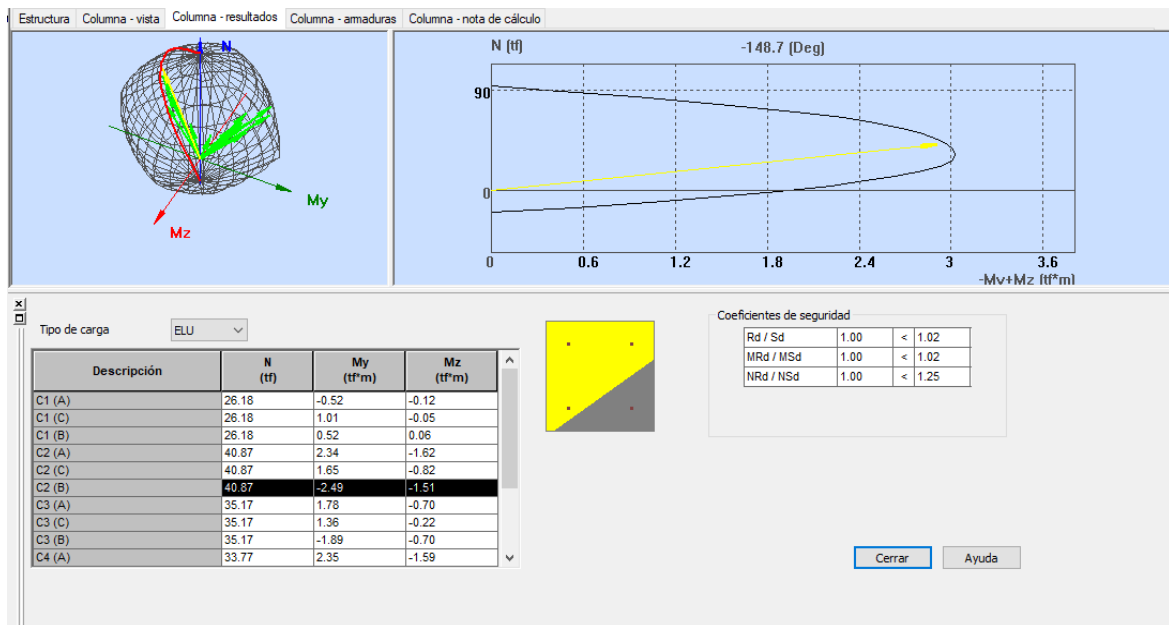 Estructura Columna - vista Columna - resultados Columna - armaduras Columna - nota de cálculo
N
My
Mz
N (tf) -148.7 (Deg)
90
0
0 0.6 1.2 1.8 2.4 3 3.6
-My+Mz (tf*m)
Tipo de carga ELU
Descripción N (tf) My (tf*m) Mz (tf*m)
C1 (A) 26.18 -0.52 -0.12
C1 (C) 26.18 1.01 -0.05
C1 (B) 26.18 0.52 0.06
C2 (A) 40.87 2.34 -1.62
C2 (C) 40.87 1.65 -0.82
C2 (B) 40.87 -2.49 -1.51
C3 (A) 35.17 1.78 -0.70
C3 (C) 35.17 1.36 -0.22
C3 (B) 35.17 -1.89 -0.70
C4 (A) 33.77 2.35 -1.59
Coeficientes de seguridad
Rd / Sd 1.00 < 1.02
MRd / MSd 1.00 < 1.02
NRd / NSd 1.00 < 1.25
Cerrar Ayuda